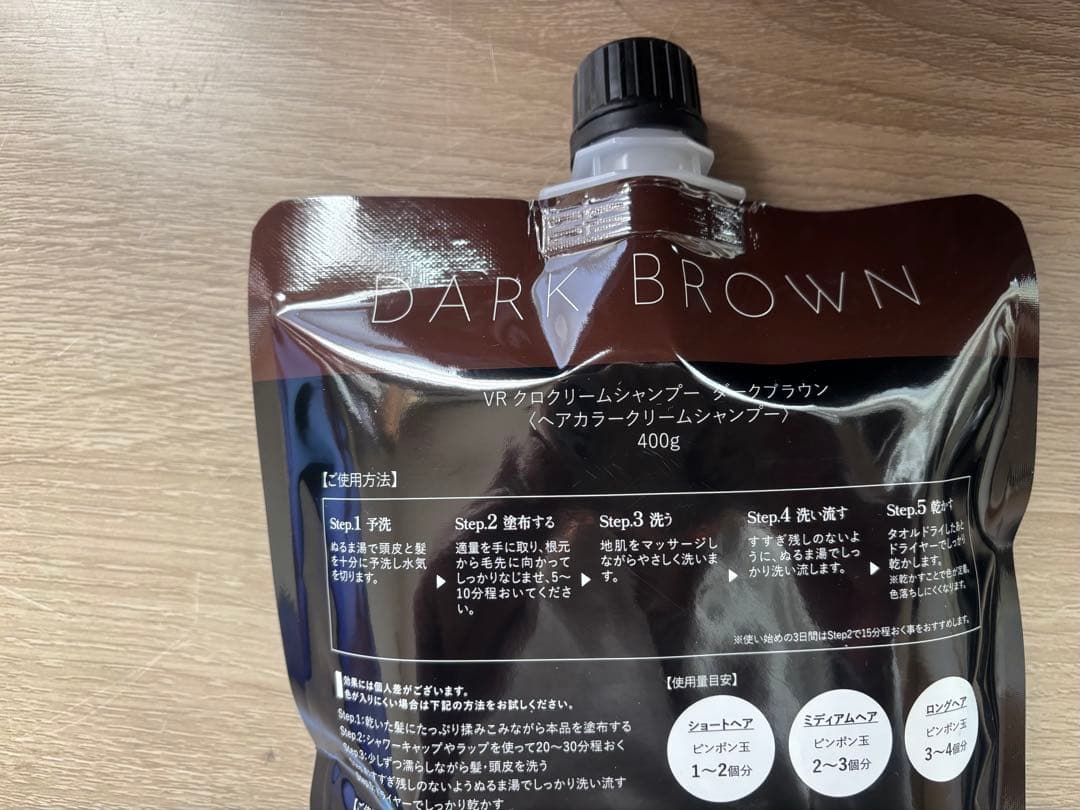 DARK BROWN
VR クロクリームシャンプー ダークブラウン
〈ヘアカラークリームシャンプー〉
400g
【ご使用方法】
Step.1 予洗
ぬるま湯で頭皮と髪
を十分に予洗し水気
を切ります。
Step.2 塗布する
適量を手に取り、根元
から毛先に向かって
しっかりなじませ、5〜
10分程おいてくださ
い。
Step.3 洗う
地肌をマッサージし
ながらやさしく洗いま
す。
Step.4 洗い流す
すすぎ残しのないよ
うに、ぬるま湯でしっ
かり洗い流します。
Step.5 乾かす
タオルドライしたあと
ドライヤーでしっかり
乾かします。
※乾かすことで色が定着、
色落ちしにくくなります。
※使い始めの3日間はStep2で15分程おく事をおすすめします。
効果には個人差がございます。
色が入りにくい場合は下記の方法をお試しください。
Step.1:乾いた髪にたっぷり揉みこみながら本品を塗布する
Step.2:シャワーキャップやラップを使って20〜30分程おく
Step.3:少しずつ濡らしながら髪・頭皮を洗う
すすぎ残しのないようぬるま湯でしっかり洗い流す
ドライヤーでしっかり乾かす
【使用量目安】
ショートヘア
ピンポン玉
1〜2個分
ミディアムヘア
ピンポン玉
2〜3個分
ロングヘア
ピンポン玉
3〜4個分